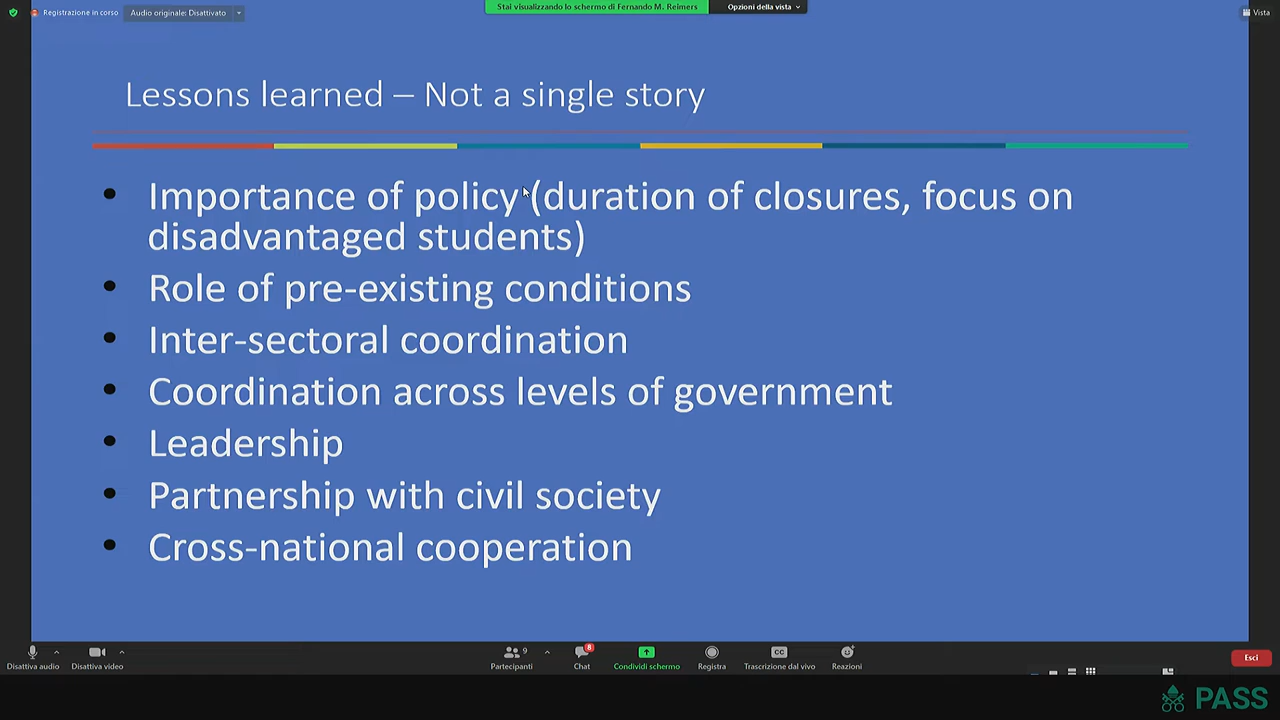 Registrazione in corso
Audio originale: Disattivato
Stai visualizzando lo schermo di Fernando M. Reimers
Opzioni della vista
Vista
Lessons learned – Not a single story
• Importance of policy (duration of closures, focus on
disadvantaged students)
• Role of pre-existing conditions
• Inter-sectoral coordination
• Coordination across levels of government
• Leadership
• Partnership with civil society
• Cross-national cooperation
Disattiva audio
Disattiva video
Partecipanti
9
Chat
8
Condividi schermo
Registra
CC
Trascrizione dal vivo
Reazioni
Esci
PASS